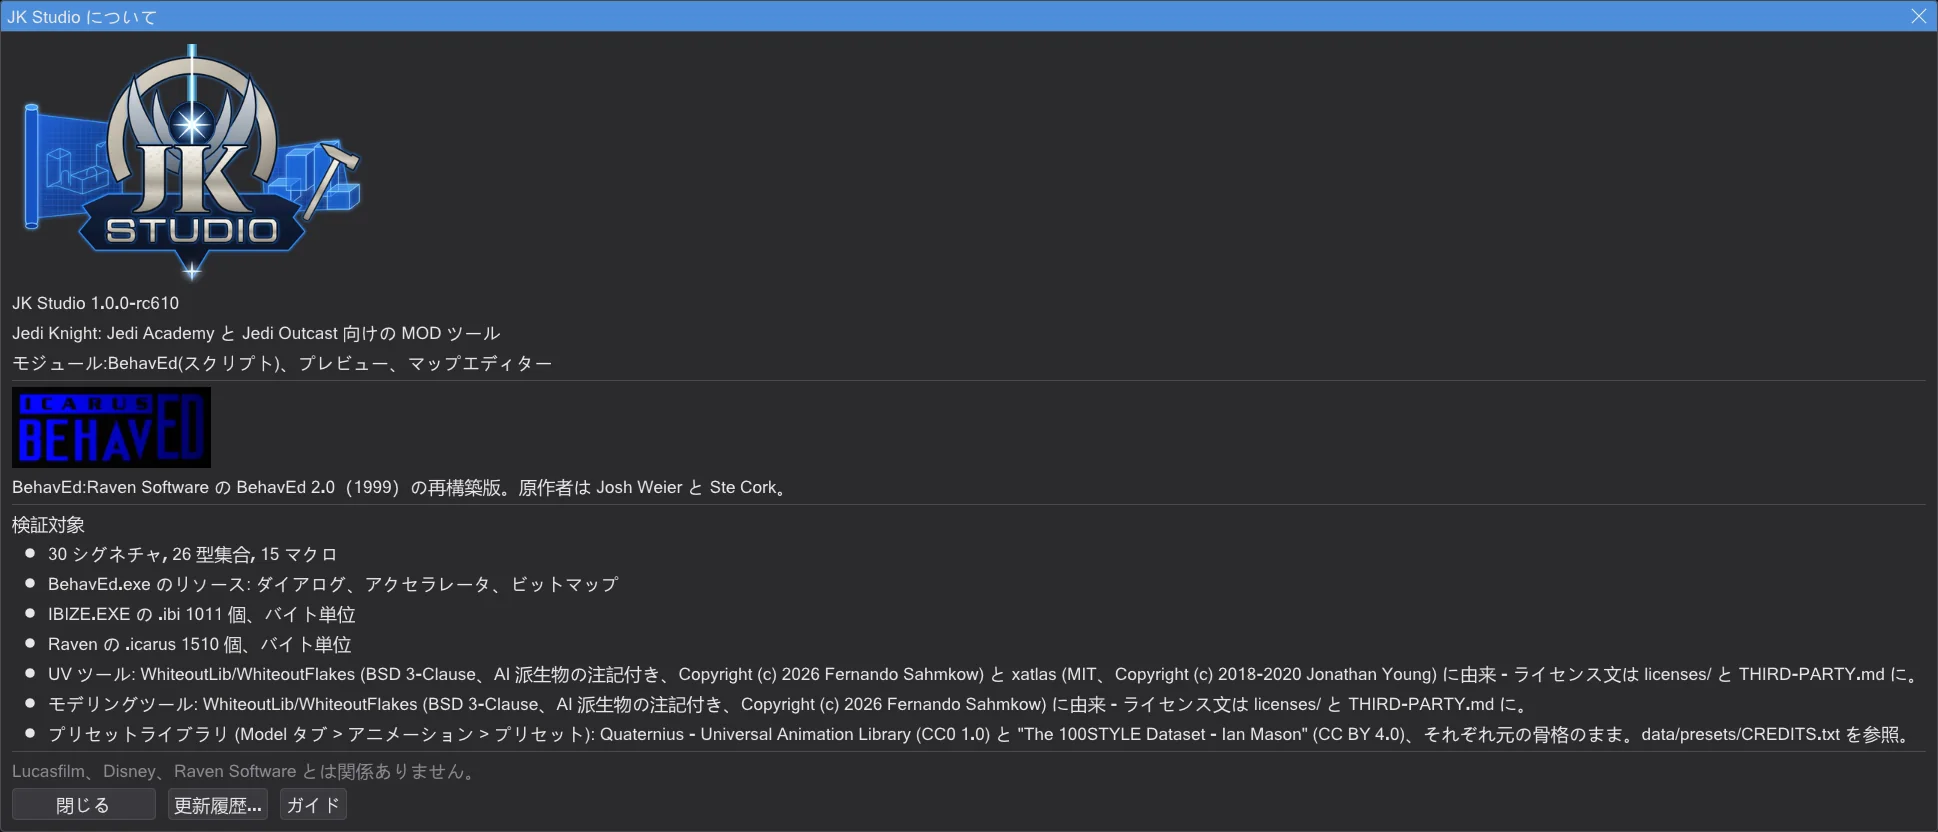 JK Studio について
JK
STUDIO
JK Studio 1.0.0-rc610
Jedi Knight: Jedi Academy と Jedi Outcast 向けの MOD ツール
モジュール:BehavEd(スクリプト)、プレビュー、マップエディター
ICARUS
BEHAVED
BehavEd:Raven Software の BehavEd 2.0（1999）の再構築版。原作者は Josh Weier と Ste Cork。
検証対象
● 30 シグネチャ, 26 型集合, 15 マクロ
● BehavEd.exe のリソース: ダイアログ、アクセラレータ、ビットマップ
● IBIZE.EXE の .ibi 1011 個、バイト単位
● Raven の .icarus 1510 個、バイト単位
● UV ツール: WhiteoutLib/WhiteoutFlakes (BSD 3-Clause、AI 派生物の注記付き、Copyright (c) 2026 Fernando Sahmkow) と xatlas (MIT、Copyright (c) 2018-2020 Jonathan Young) に由来 - ライセンス文は licenses/ と THIRD-PARTY.md に。
● モデリングツール: WhiteoutLib/WhiteoutFlakes (BSD 3-Clause、AI 派生物の注記付き、Copyright (c) 2026 Fernando Sahmkow) に由来 - ライセンス文は licenses/ と THIRD-PARTY.md に。
● プリセットライブラリ (Model タブ > アニメーション > プリセット): Quaternius - Universal Animation Library (CC0 1.0) と "The 100STYLE Dataset - Ian Mason" (CC BY 4.0)、それぞれ元の骨格のまま。data/presets/CREDITS.txt を参照。
Lucasfilm、Disney、Raven Software とは関係ありません。
閉じる 更新履歴... ガイド